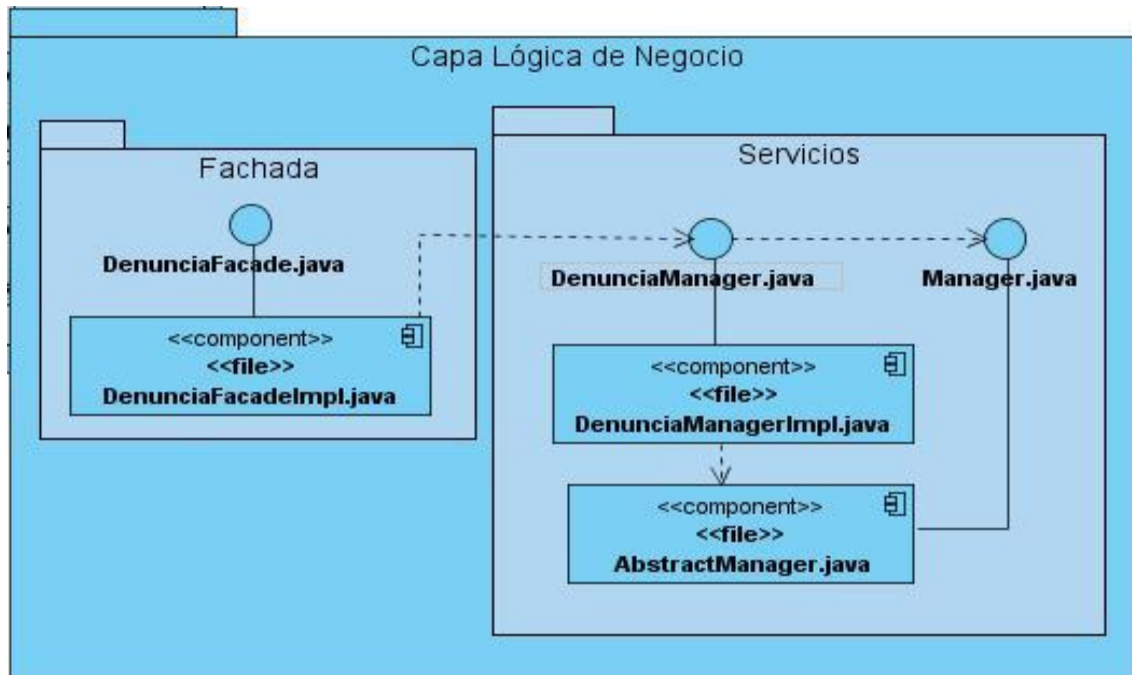 Capa Lógica de Negocio
Fachada
DenunciaFacade.java
<<component>>
<<file>>
DenunciaFacadeImpl.java
Servicios
DenunciaManager.java
Manager.java
<<component>>
<<file>>
DenunciaManagerImpl.java
<<component>>
<<file>>
AbstractManager.java